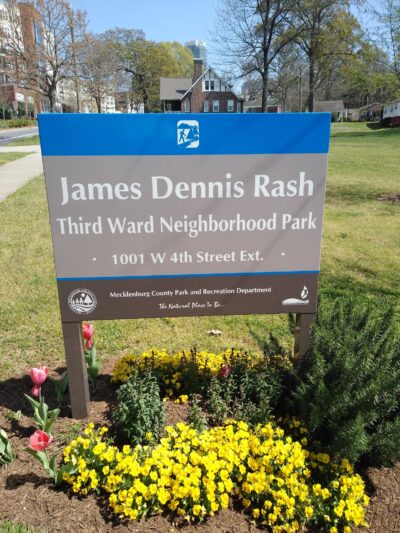 James Dennis Rash
Third Ward Neighborhood Park
· 1001 W 4th Street Ext. ·
Mecklenburg County Park and Recreation Department
The Natural Place To Be...